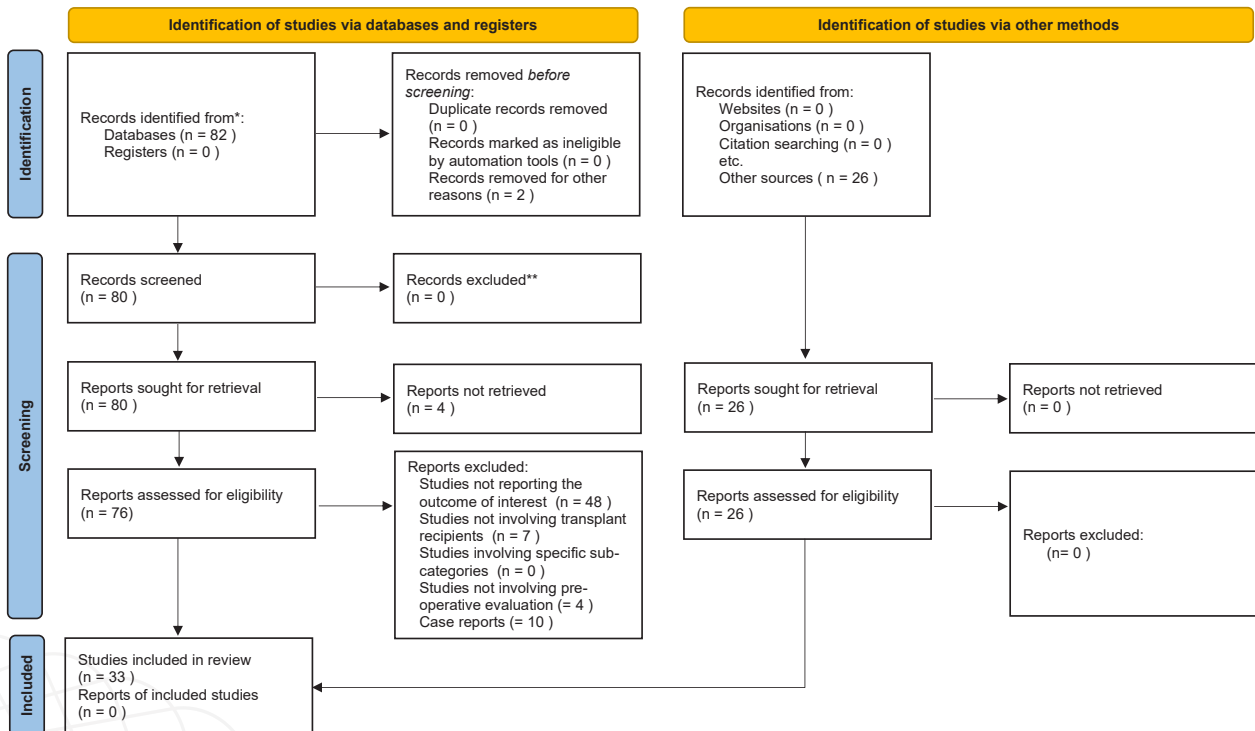 Identification of studies via databases and registers
Identification of studies via other methods
Identification
Records identified from*:
Databases (n = 82 )
Registers (n = 0 )
Records removed before
screening:
Duplicate records removed
(n = 0 )
Records marked as ineligible
by automation tools (n = 0 )
Records removed for other
reasons (n = 2 )
Records identified from:
Websites (n = 0 )
Organisations (n = 0 )
Citation searching (n = 0 )
etc.
Other sources ( n = 26 )
Screening
Records screened
(n = 80 )
Records excluded**
(n = 0 )
Reports sought for retrieval
(n = 80 )
Reports not retrieved
(n = 4 )
Reports sought for retrieval
(n = 26 )
Reports not retrieved
(n = 0 )
Reports assessed for eligibility
(n = 76)
Reports excluded:
Studies not reporting the
outcome of interest (n = 48 )
Studies not involving transplant
recipients (n = 7 )
Studies involving specific sub-
categories (n = 0 )
Studies not involving pre-
operative evaluation (= 4 )
Case reports (= 10 )
Reports assessed for eligibility
(n = 26 )
Reports excluded:
(n= 0 )
Included
Studies included in review
(n = 33 )
Reports of included studies
(n = 0 )